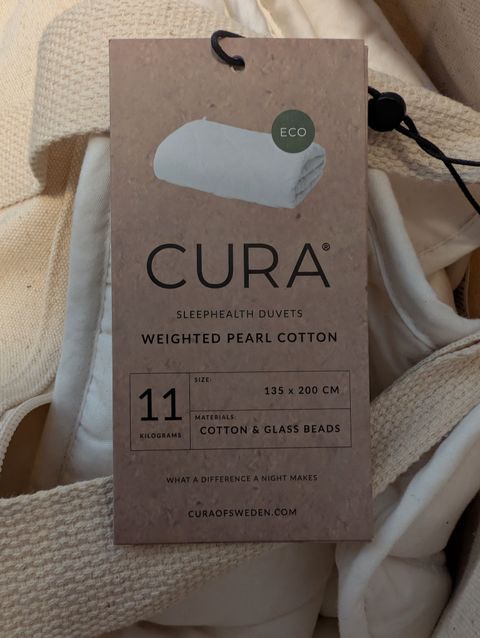 ECO
CURA®
SLEEPHEALTH DUVETS
WEIGHTED PEARL COTTON
11
KILOGRAMS
SIZE:
135 x 200 CM
MATERIALS:
COTTON & GLASS BEADS
WHAT A DIFFERENCE A NIGHT MAKES
CURAOFSWEDEN.COM